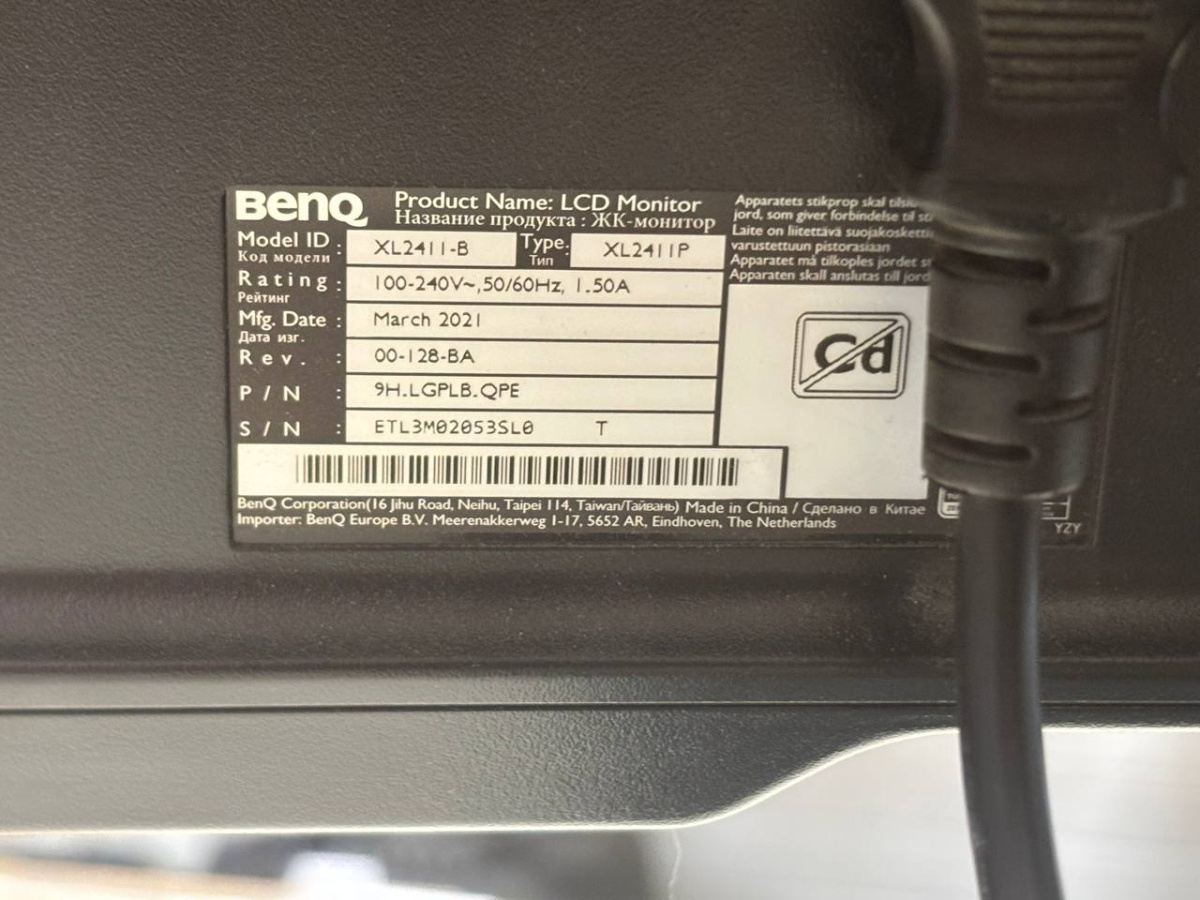 BenQ
Product Name: LCD Monitor
Название продукта : ЖК-монитор
Model ID : XL2411-B Type: XL2411P
Код модели Тип
Rating : 100-240V~,50/60Hz, 1.50A
Рейтинг
Mfg. Date : March 2021
Дата изг.
Rev. : 00-128-BA
P/N : 9H.LGPLB.QPE
S/N : ETL3M02053SL0 T
Apparatets stikprop skal
jord, som giver forbindelse til
Laite on liitettävä
varustettuun pistorasiaan
Apparatet må tilkoples jordet
Apparaten skall anslutas till
Cd
BenQ Corporation(16 Jihu Road, Neihu, Taipei 114, Taiwan/Тайвань) Made in China / Сделано в Китае
Importer: BenQ Europe B.V. Meerenakkerweg 1-17, 5652 AR, Eindhoven, The Netherlands
YZY